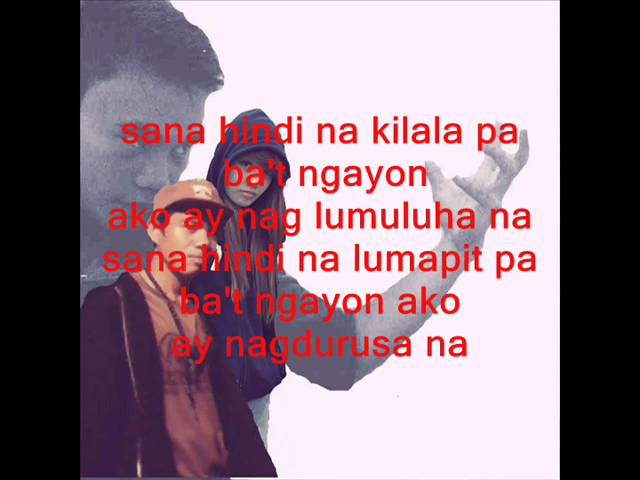 sana hindi na kilala pa
ba't ngayon
ako ay nag lumuluha na
sana hindi na lumapit pa
ba't ngayon ako
ay nagdurusa na